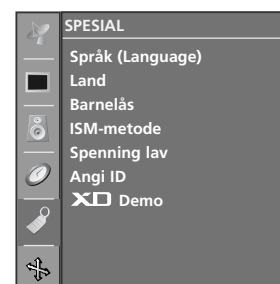 SPESIAL
Språk (Language)
Land
Barnelås
ISM-metode
Spenning lav
Angi ID
XD Demo